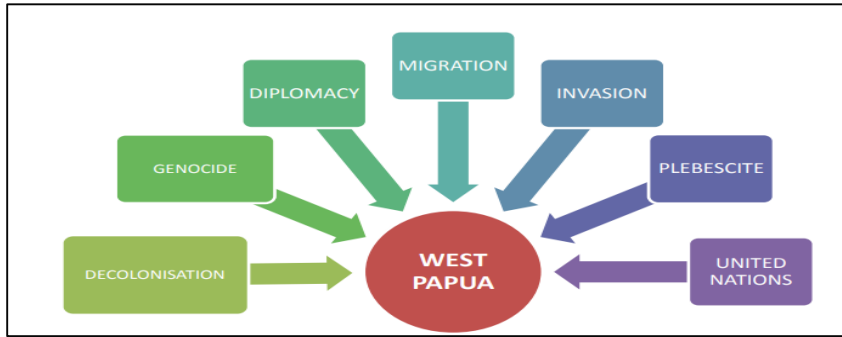 MIGRATION
DIPLOMACY
INVASION
GENOCIDE
PLEBESCITE
DECOLONISATION
WEST
PAPUA
UNITED
NATIONS